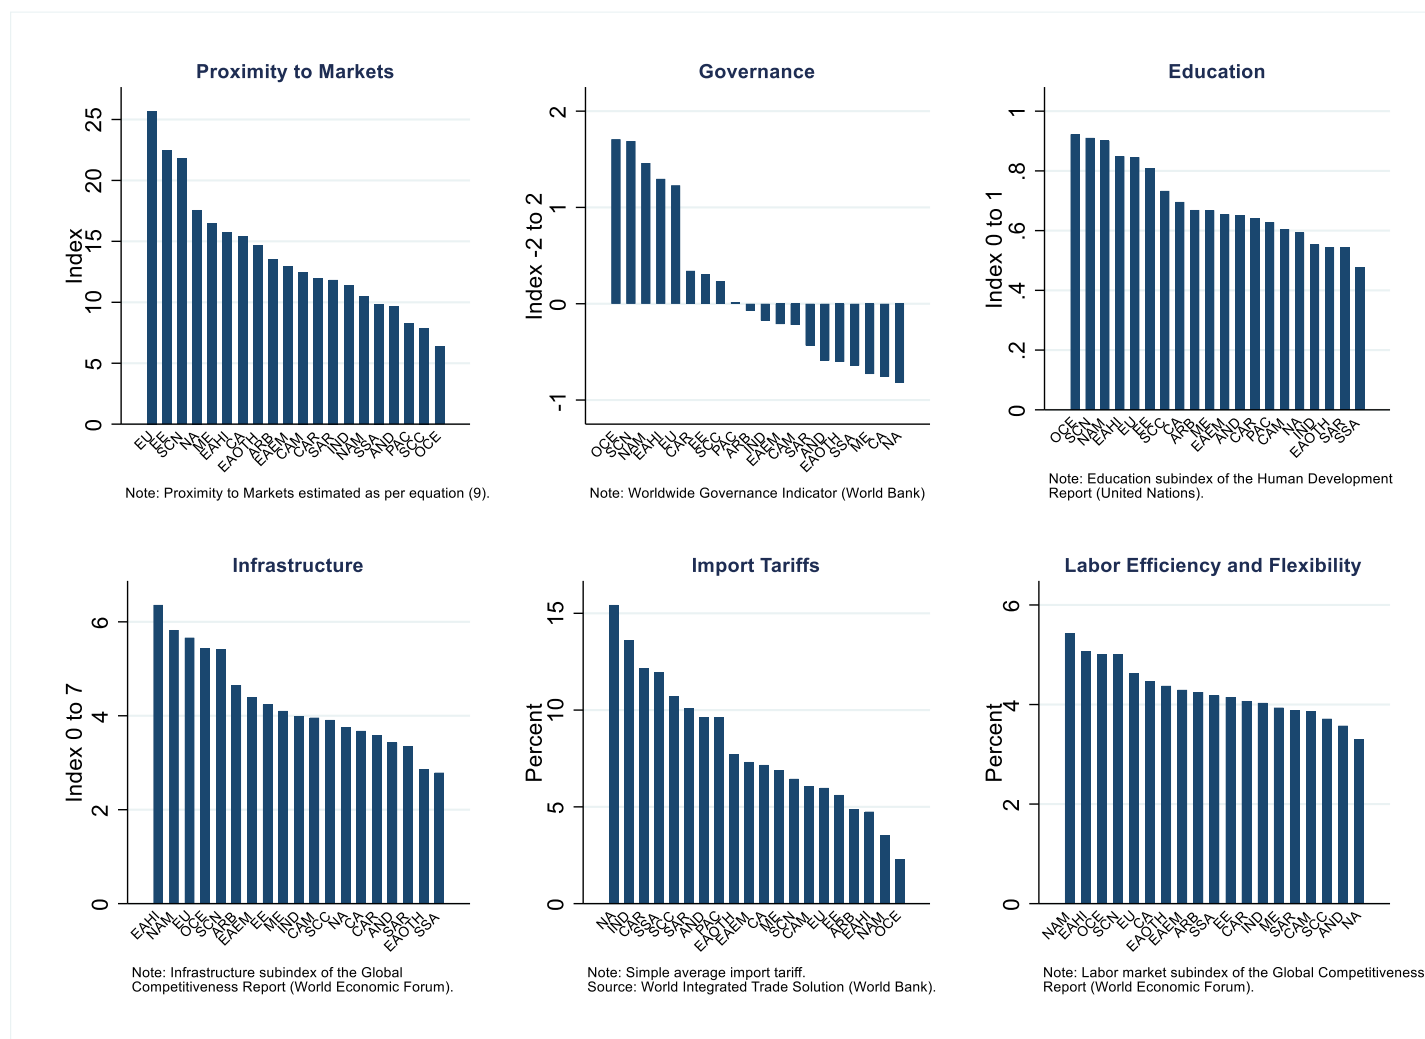 Proximity to Markets
Index
25
20
15
10
5
0
EU EE SCN NA ME EAHI CA EAOTH ARB EAEM CAM CAR SAR IND NAM SSA AND PAC SCC OCE
Note: Proximity to Markets estimated as per equation (9).
Governance
Index -2 to 2
2
1
0
-1
OCE SCN NAM EAHI EU CAR EE SCC PAC ARB IND EAEM CAM SAR AND EAOTH SSA ME CA NA
Note: Worldwide Governance Indicator (World Bank)
Education
Index 0 to 1
1
.8
.6
.4
.2
0
OCE SCN NAM EAHI EU EE SCC CA ARB ME EAEM AND CAR PAC CAM NA IND EAOTH SAR SSA
Note: Education subindex of the Human Development
Report (United Nations).
Infrastructure
Index 0 to 7
6
4
2
0
EAHI NAM EU OCE SCN ARB EAEM EE ME IND CAM SCC NA CA CAR AND SAR EAOTH SSA
Note: Infrastructure subindex of the Global
Competitiveness Report (World Economic Forum).
Import Tariffs
Percent
15
10
5
0
NA IND CAR SSA SCC SAR AND PAC EAOTH EAEM CA ME SCN CAM EU EE ARB EAHI NAM OCE
Note: Simple average import tariff.
Source: World Integrated Trade Solution (World Bank).
Labor Efficiency and Flexibility
Percent
6
4
2
0
NAM EAHI OCE SCN EU CA EAOTH EAEM ARB SSA EE CAR IND ME SAR CAM SCC AND NA
Note: Labor market subindex of the Global Competitiveness
Report (World Economic Forum).